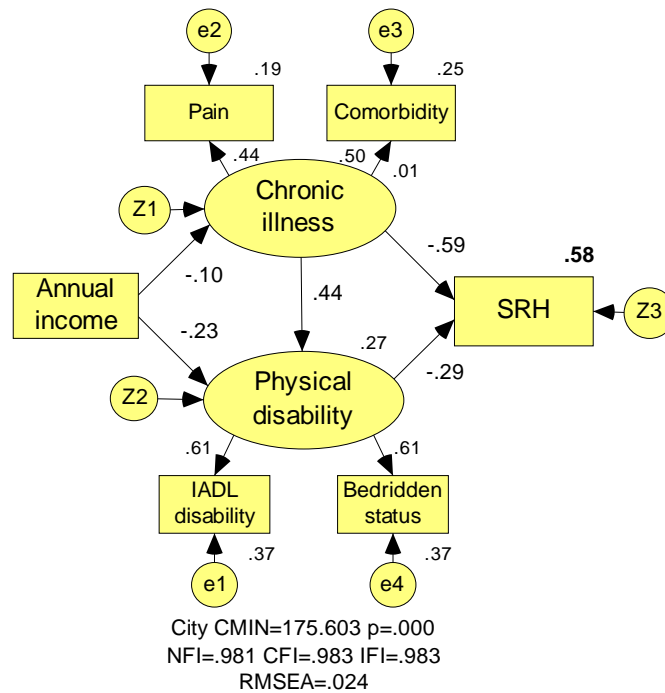 e2
e3
.19
.25
Pain
Comorbidity
.44
.50
.01
Chronic
illness
Z1
-.10
-.59
.58
Annual
income
.44
SRH
Z3
-.23
.27
-.29
Physical
disability
Z2
.61
.61
IADL
disability
Bedridden
status
.37
.37
e1
e4
City CMIN=175.603 p=.000
NFI=.981 CFI=.983 IFI=.983
RMSEA=.024